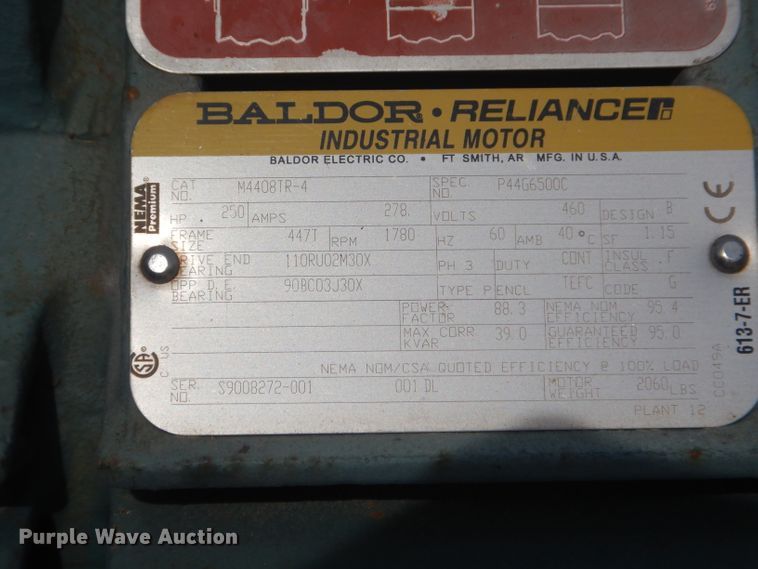 BALDOR • RELIANCE
INDUSTRIAL MOTOR
BALDOR ELECTRIC CO. • FT SMITH, AR MFG. IN U.S.A.
NEMA Premium
CAT. NO. M4408TR-4 SPEC. NO. P44G6500C
HP 250 AMPS 278. VOLTS 460 DESIGN B
FRAME SIZE 447T RPM 1780 HZ 60 AMB 40°C SF 1.15
DRIVE END BEARING 110RU02M30X PH 3 DUTY CONT INSUL. CLASS F
OPP D.E. BEARING 90BC03J30X TYPE P ENCL TEFC CODE G
POWER-FACTOR 88.3 NEMA NOM EFFICIENCY 95.4
MAX CORR. KVAR 39.0 GUARANTEED EFFICIENCY 95.0
NEMA NOM/CSA QUOTED EFFICIENCY @ 100% LOAD
SER. NO. S9008272-001 001 DL MOTOR WEIGHT 2060 LBS
PLANT 12
CE
613-7-ER
C US
Purple Wave Auction